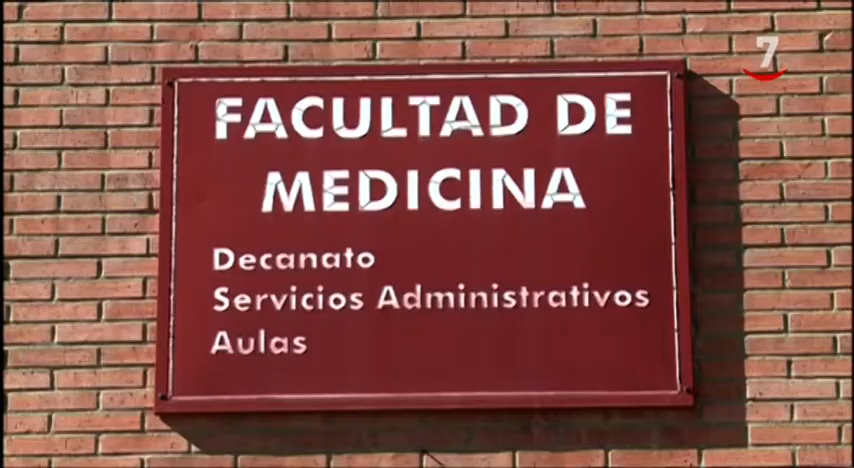 7
FACULTAD DE
MEDICINA
Decanato
Servicios Administrativos
Aulas